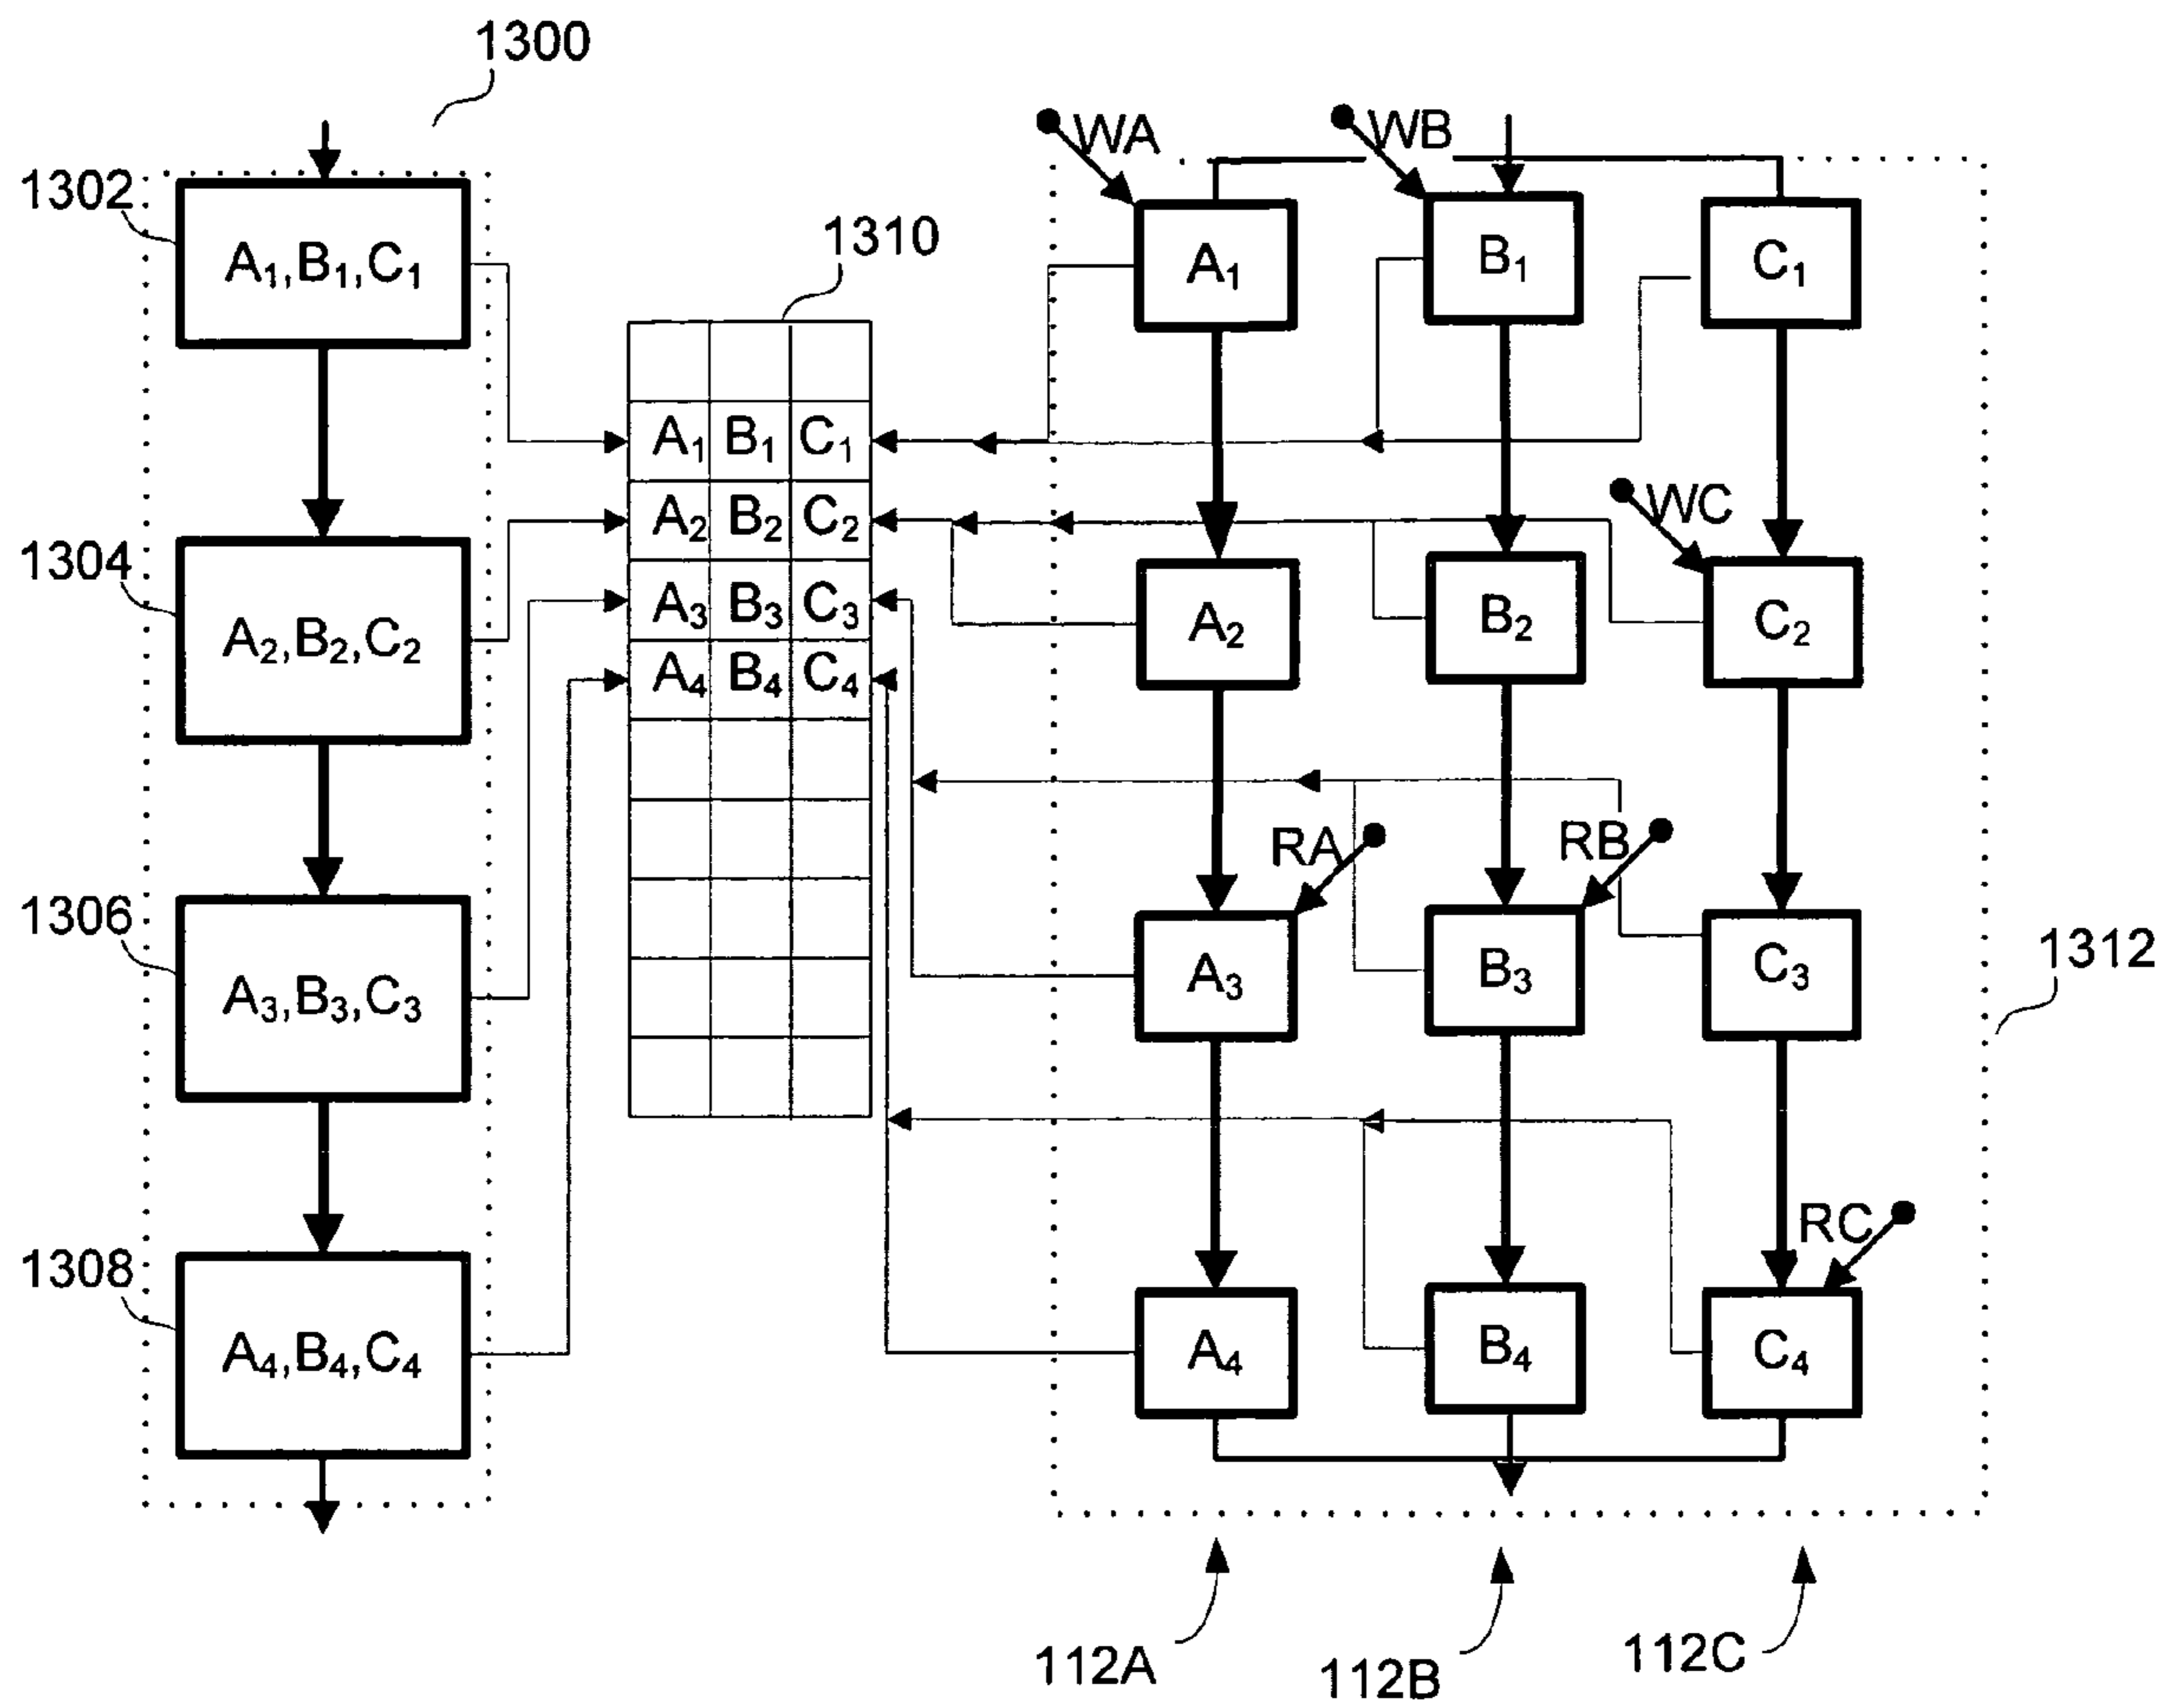 1300
1302
A₁,B₁,C₁
1304
A₂,B₂,C₂
1306
A₃,B₃,C₃
1308
A₄,B₄,C₄
1310
A₁ B₁ C₁
A₂ B₂ C₂
A₃ B₃ C₃
A₄ B₄ C₄
WA WB
A₁ B₁ C₁
WC
A₂ B₂ C₂
RA RB
A₃ B₃ C₃
1312
RC
A₄ B₄ C₄
112A 112B 112C